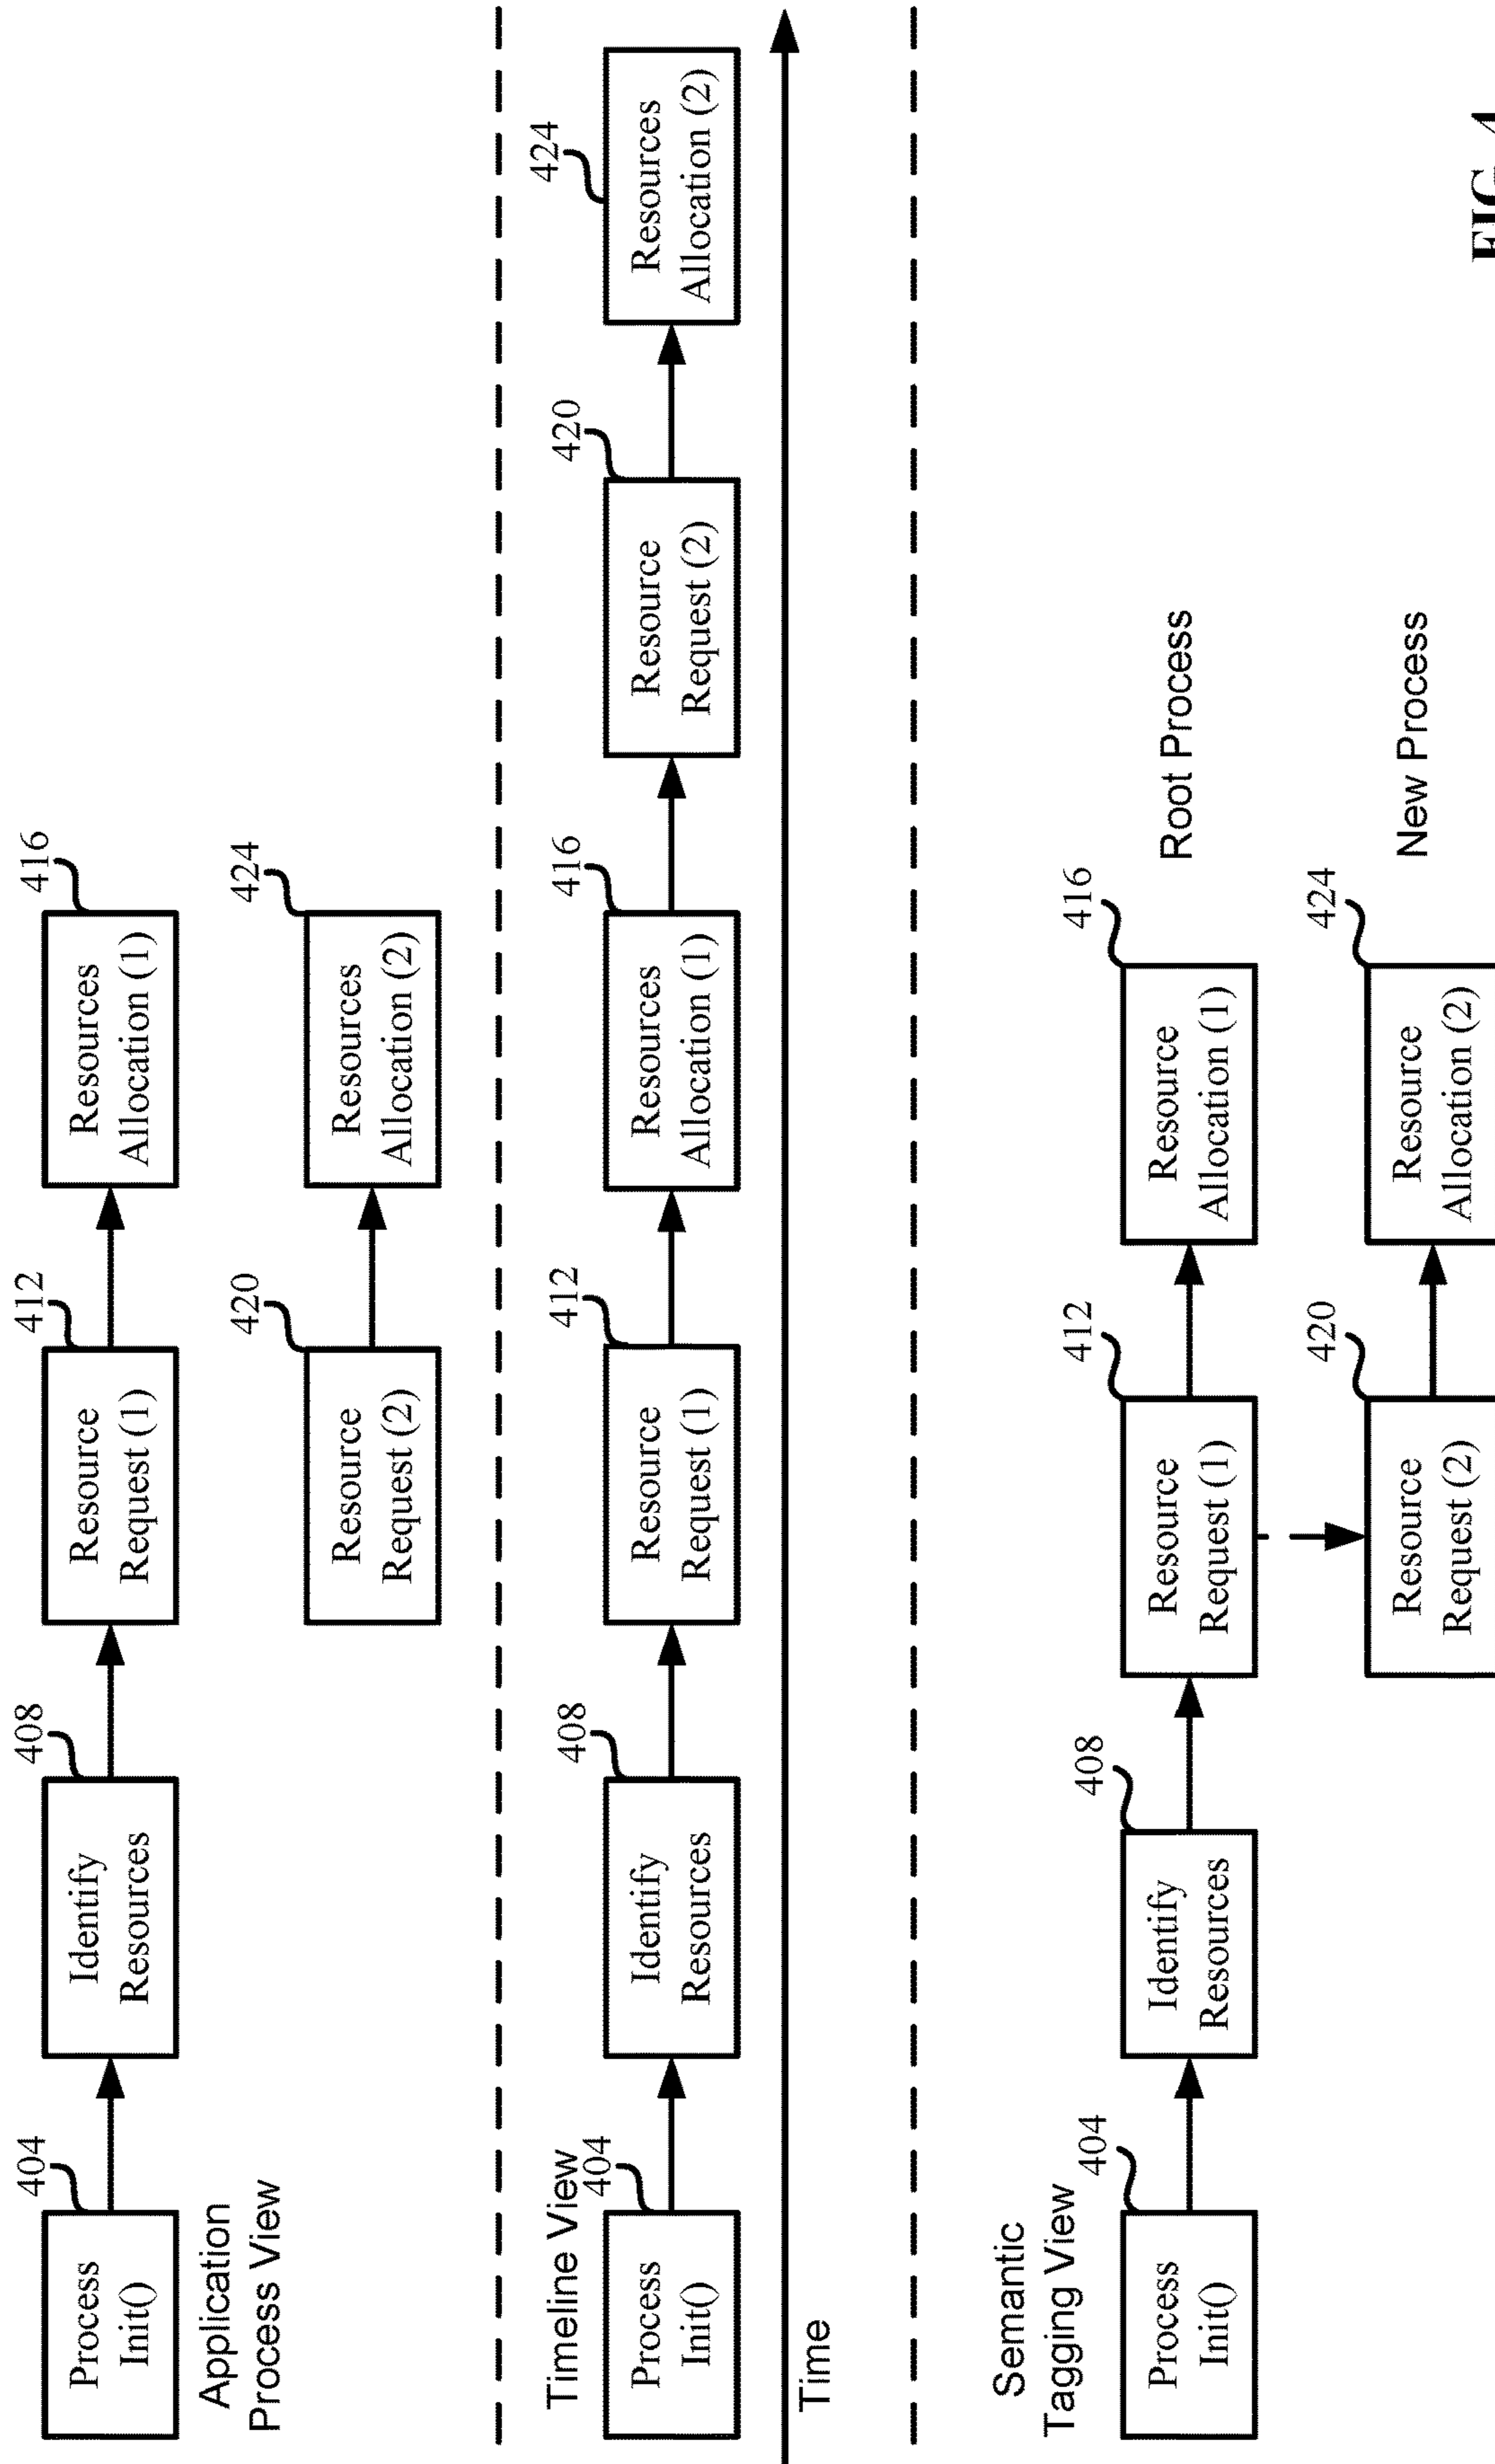 404
408
412
416
Process
Init()
Identify
Resources
Resource
Request (1)
Resources
Allocation (1)
Application
Process View
420
424
Resource
Request (2)
Resources
Allocation (2)
Timeline View
404
408
412
416
420
424
Process
Init()
Identify
Resources
Resource
Request (1)
Resources
Allocation (1)
Resource
Request (2)
Resources
Allocation (2)
Time
Semantic
Tagging View
404
408
412
416
Process
Init()
Identify
Resources
Resource
Request (1)
Resource
Allocation (1)
Root Process
420
424
Resource
Request (2)
Resource
Allocation (2)
New Process
FIG. 4